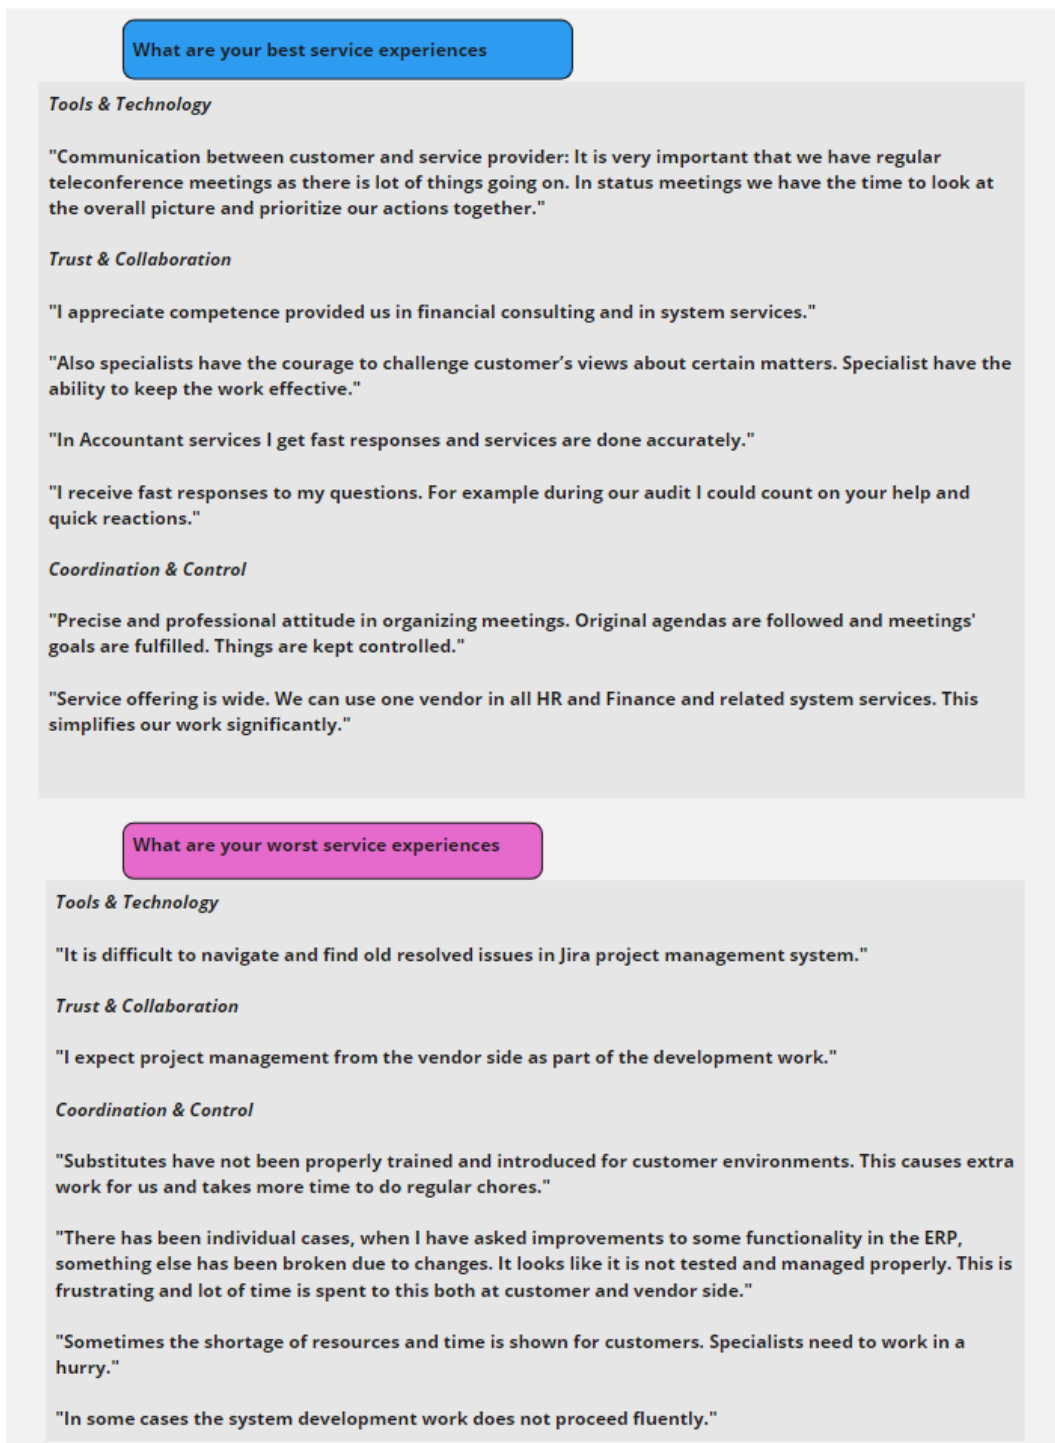 What are your best service experiences
Tools & Technology
"Communication between customer and service provider: It is very important that we have regular
teleconference meetings as there is lot of things going on. In status meetings we have the time to look at
the overall picture and prioritize our actions together."
Trust & Collaboration
"I appreciate competence provided us in financial consulting and in system services."
"Also specialists have the courage to challenge customer’s views about certain matters. Specialist have the
ability to keep the work effective."
"In Accountant services I get fast responses and services are done accurately."
"I receive fast responses to my questions. For example during our audit I could count on your help and
quick reactions."
Coordination & Control
"Precise and professional attitude in organizing meetings. Original agendas are followed and meetings'
goals are fulfilled. Things are kept controlled."
"Service offering is wide. We can use one vendor in all HR and Finance and related system services. This
simplifies our work significantly."
What are your worst service experiences
Tools & Technology
"It is difficult to navigate and find old resolved issues in Jira project management system."
Trust & Collaboration
"I expect project management from the vendor side as part of the development work."
Coordination & Control
"Substitutes have not been properly trained and introduced for customer environments. This causes extra
work for us and takes more time to do regular chores."
"There has been individual cases, when I have asked improvements to some functionality in the ERP,
something else has been broken due to changes. It looks like it is not tested and managed properly. This is
frustrating and lot of time is spent to this both at customer and vendor side."
"Sometimes the shortage of resources and time is shown for customers. Specialists need to work in a
hurry."
"In some cases the system development work does not proceed fluently."